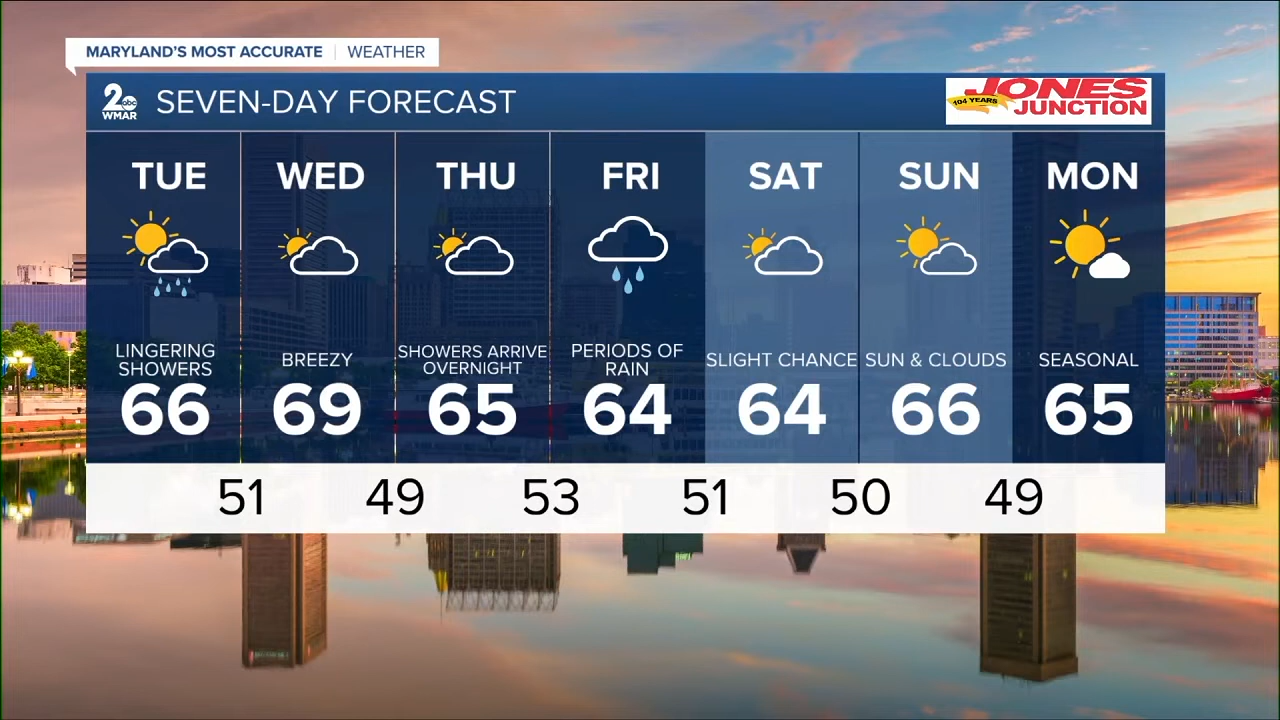 MARYLAND'S MOST ACCURATE | WEATHER
2 abc
WMAR
SEVEN-DAY FORECAST
JONES
104 YEARS
JUNCTION
TUE WED THU FRI SAT SUN MON
LINGERING
SHOWERS
BREEZY
SHOWERS ARRIVE
OVERNIGHT
PERIODS OF
RAIN
SLIGHT CHANCE
SUN & CLOUDS
SEASONAL
66 69 65 64 64 66 65
51 49 53 51 50 49